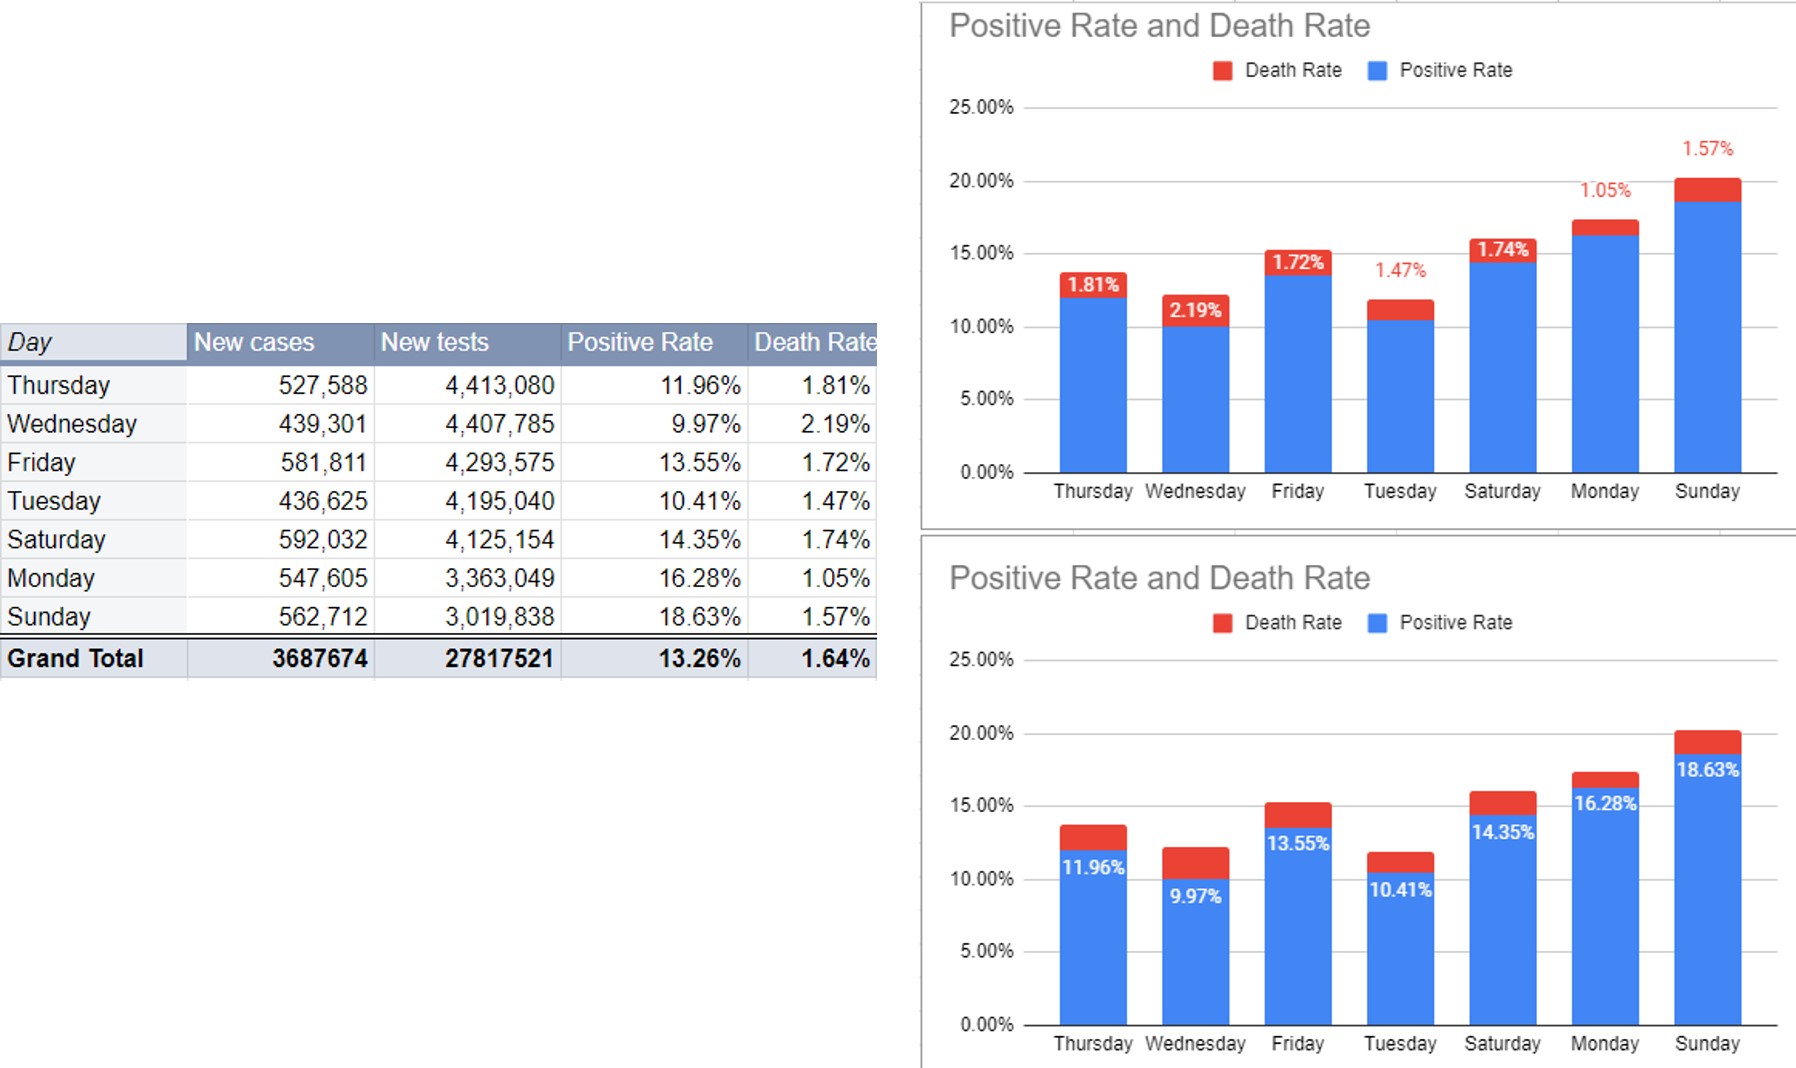 Day New cases New tests Positive Rate Death Rate
Thursday 527,588 4,413,080 11.96% 1.81%
Wednesday 439,301 4,407,785 9.97% 2.19%
Friday 581,811 4,293,575 13.55% 1.72%
Tuesday 436,625 4,195,040 10.41% 1.47%
Saturday 592,032 4,125,154 14.35% 1.74%
Monday 547,605 3,363,049 16.28% 1.05%
Sunday 562,712 3,019,838 18.63% 1.57%
Grand Total 3687674 27817521 13.26% 1.64%
Positive Rate and Death Rate
Death Rate Positive Rate
25.00%
1.57%
20.00%
1.05%
15.00%
1.74%
1.72%
1.47%
1.81%
2.19%
10.00%
5.00%
0.00%
Thursday Wednesday Friday Tuesday Saturday Monday Sunday
Positive Rate and Death Rate
Death Rate Positive Rate
25.00%
20.00%
18.63%
15.00%
16.28%
14.35%
13.55%
11.96%
10.00%
10.41%
9.97%
5.00%
0.00%
Thursday Wednesday Friday Tuesday Saturday Monday Sunday